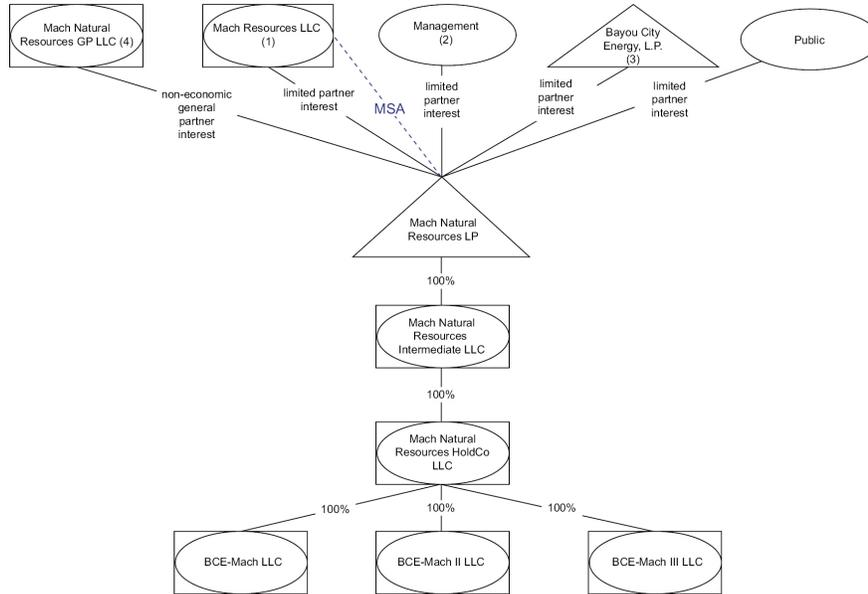 Mach Natural
Resources GP LLC (4)
Mach Resources LLC
(1)
Management
(2)
Bayou City
Energy, L.P.
(3)
Public
non-economic
general
partner
interest
limited partner
interest
MSA
limited
partner
interest
limited
partner
interest
limited
partner
interest
Mach Natural
Resources LP
100%
Mach Natural
Resources
Intermediate LLC
100%
Mach Natural
Resources HoldCo
LLC
100%
100%
100%
BCE-Mach LLC
BCE-Mach II LLC
BCE-Mach III LLC